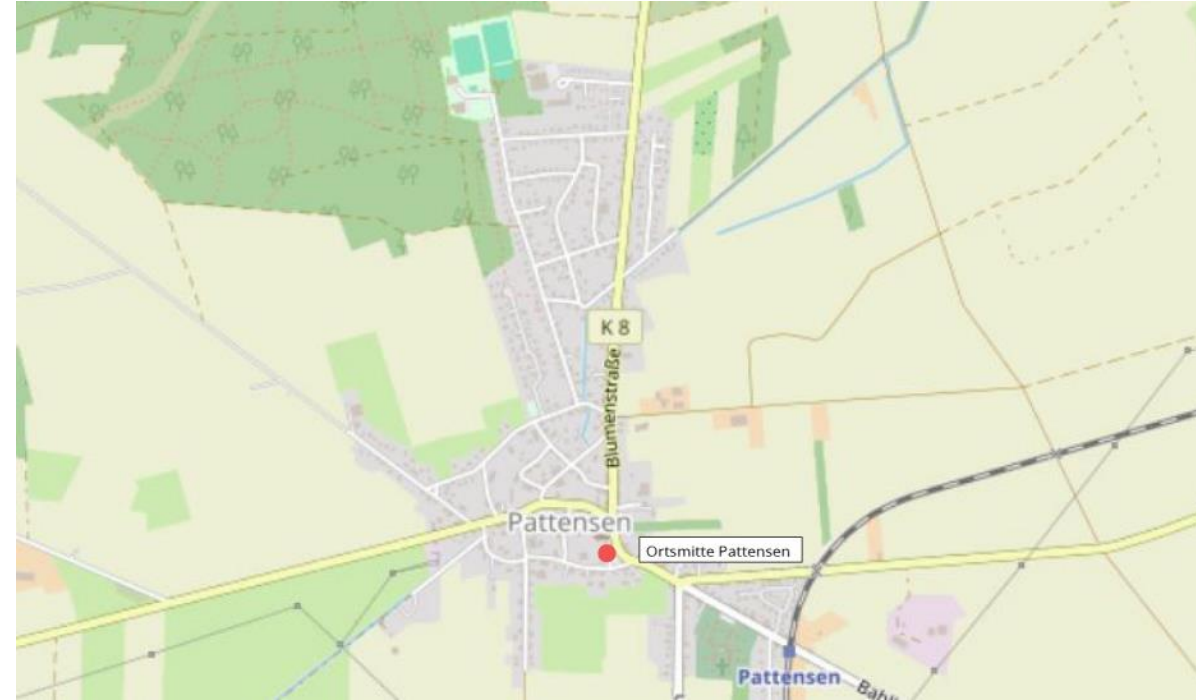 K 8
Blumenstraße
Pattensen
Ortsmitte Pattensen
Pattensen